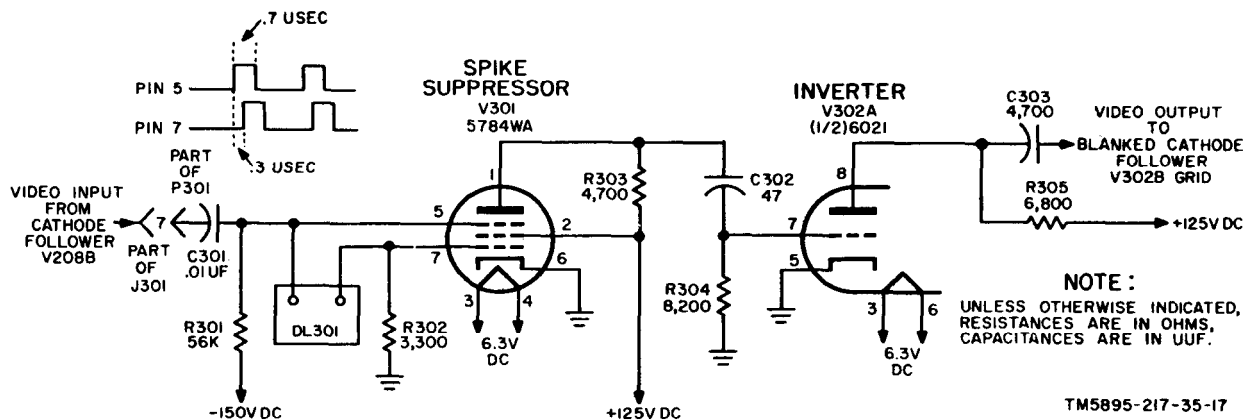 .7 USEC
PIN 5
PIN 7
.3 USEC
PART
OF
P301
VIDEO INPUT
FROM
CATHODE
FOLLOWER
V208B
7
PART
OF
J301
C301
.01UF
R301
56K
-150V DC
DL301
R302
3,300
SPIKE
SUPPRESSOR
V301
5784WA
1
5
2
7
6
3
4
6.3V
DC
R303
4,700
+125V DC
C302
47
R304
8,200
INVERTER
V302A
(1/2)6021
8
7
5
3
6
6.3V
DC
C303
4,700
VIDEO OUTPUT
TO
BLANKED CATHODE
FOLLOWER
V302B GRID
R305
6,800
+125V DC
NOTE:
UNLESS OTHERWISE INDICATED,
RESISTANCES ARE IN OHMS,
CAPACITANCES ARE IN UUF.
TM5895-217-35-17